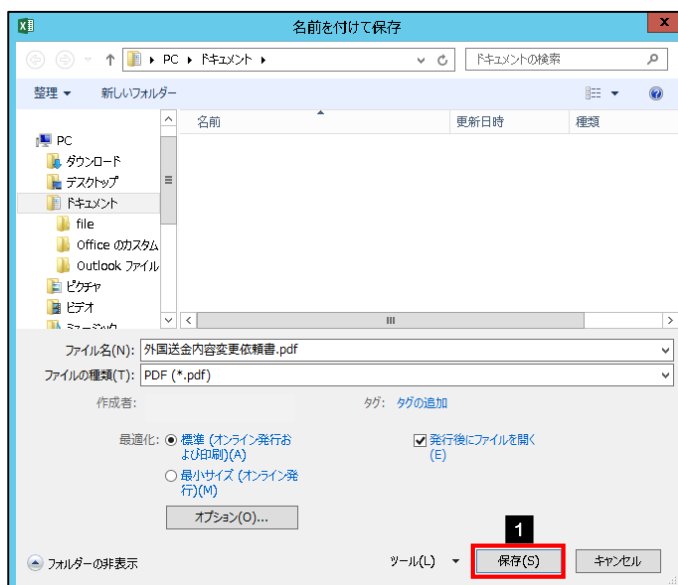 名前を付けて保存
PC ドキュメント
ドキュメントの検索
整理 新しいフォルダー
名前 更新日時 種類
PC
ダウンロード
デスクトップ
ドキュメント
file
Office のカスタム
Outlook ファイル
ピクチャ
ビデオ
ミュージック
ファイル名(N): 外国送金内容変更依頼書.pdf
ファイルの種類(T): PDF (*.pdf)
作成者: タグ: タグの追加
最適化: 標準 (オンライン発行お
よび印刷)(A)
最小サイズ (オンライン発
行)(M)
発行後にファイルを開く
(E)
オプション(O)...
1
フォルダーの非表示 ツール(L) 保存(S) キャンセル